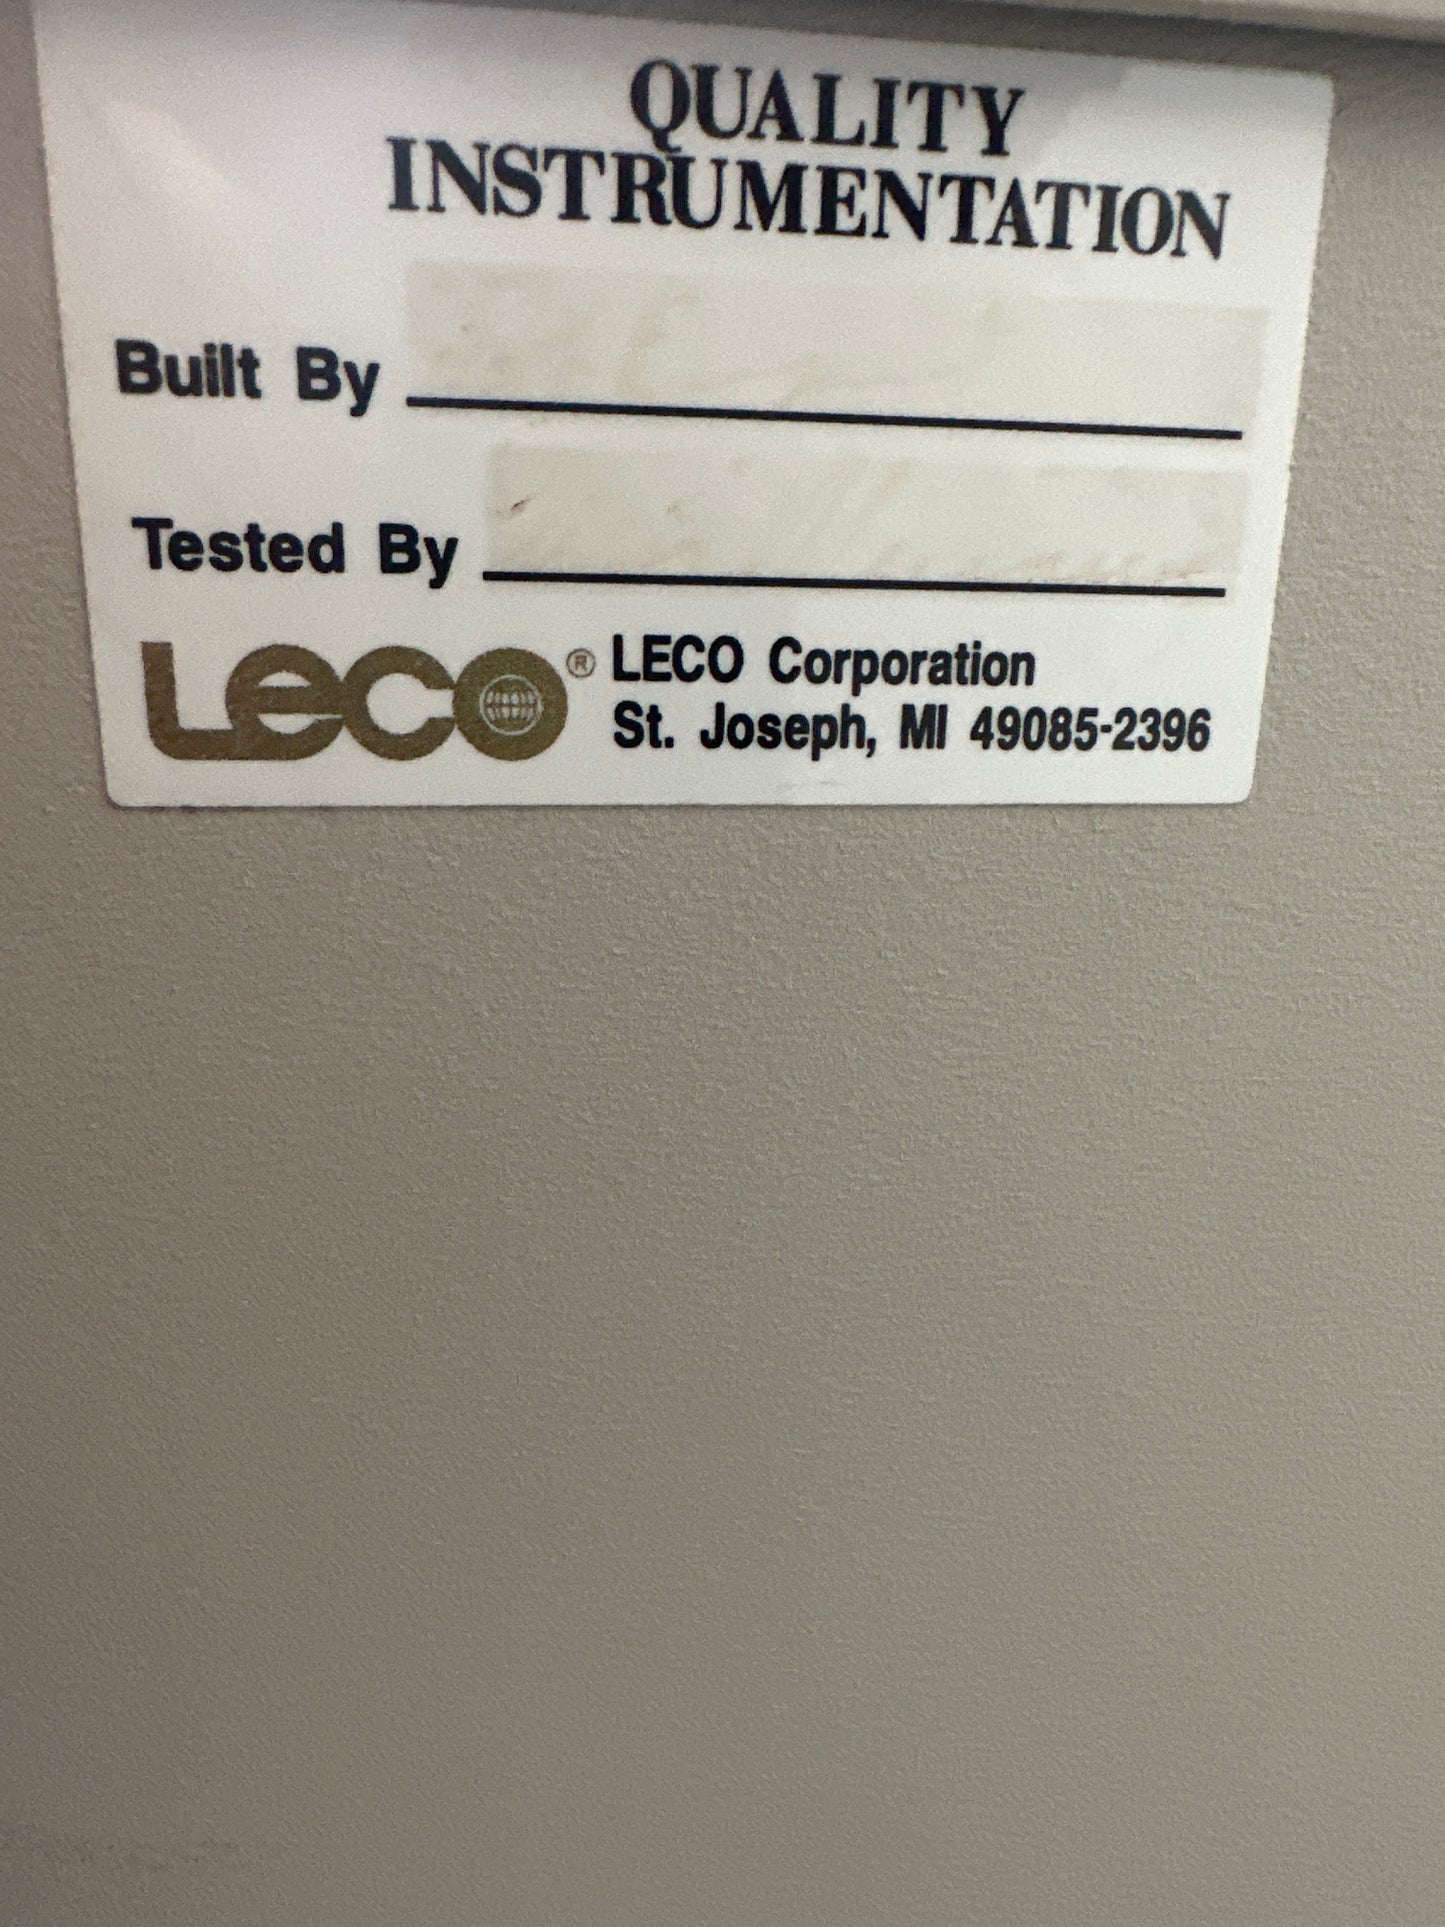 QUALITY
INSTRUMENTATION
Built By
Tested By
LECO® LECO Corporation
St. Joseph, MI 49085-2396